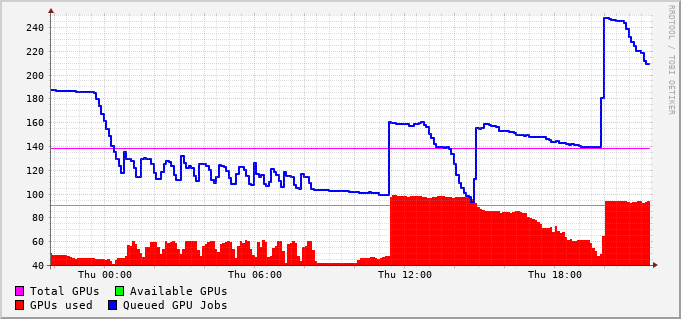 RRDTOOL / TOBI OETIKER
240
220
200
180
160
140
120
100
80
60
40
Thu 00:00 Thu 06:00 Thu 12:00 Thu 18:00
Total GPUs Available GPUs
GPUs used Queued GPU Jobs